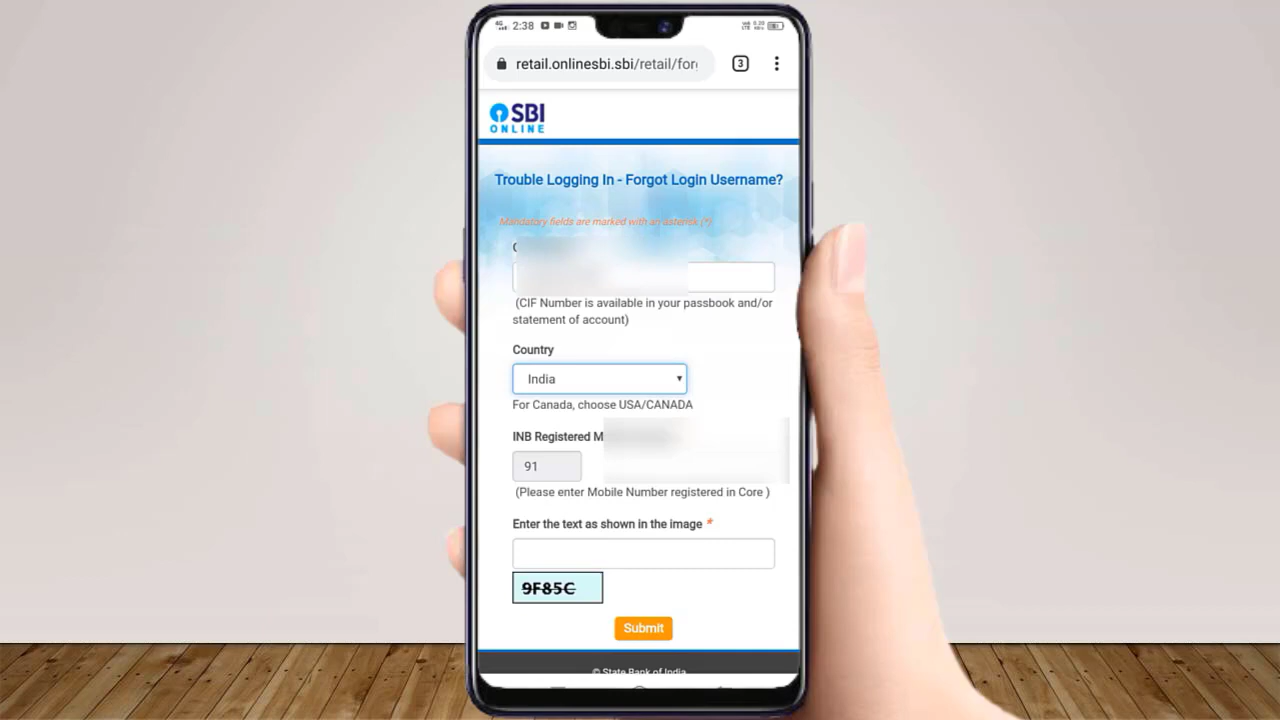 2:38
retail.onlinesbi.sbi/retail/for
3
SBI
ONLINE
Trouble Logging In - Forgot Login Username?
Mandatory fields are marked with an asterisk (*)
(CIF Number is available in your passbook and/or
statement of account)
Country
India
For Canada, choose USA/CANADA
INB Registered M
91
(Please enter Mobile Number registered in Core )
Enter the text as shown in the image *
9F85C
Submit
© State Bank of India